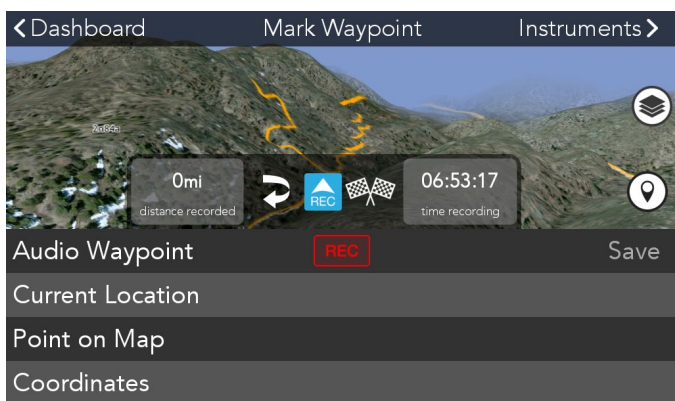 Dashboard
Mark Waypoint
Instruments
0mi
distance recorded
REC
06:53:17
time recording
Audio Waypoint
REC
Save
Current Location
Point on Map
Coordinates